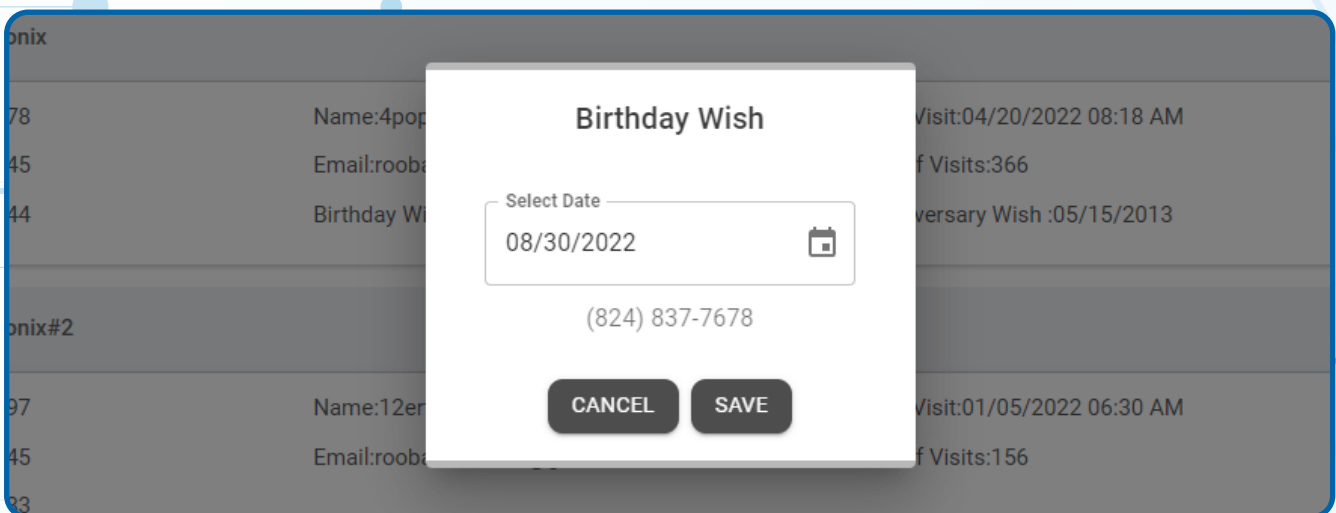 onix
Birthday Wish
78 Name:4pop Visit:04/20/2022 08:18 AM
45 Email:rooba f Visits:366
Select Date
44 Birthday Wi versary Wish :05/15/2013
08/30/2022
(824) 837-7678
onix#2
CANCEL SAVE
97 Name:12er Visit:01/05/2022 06:30 AM
45 Email:rooba f Visits:156
33